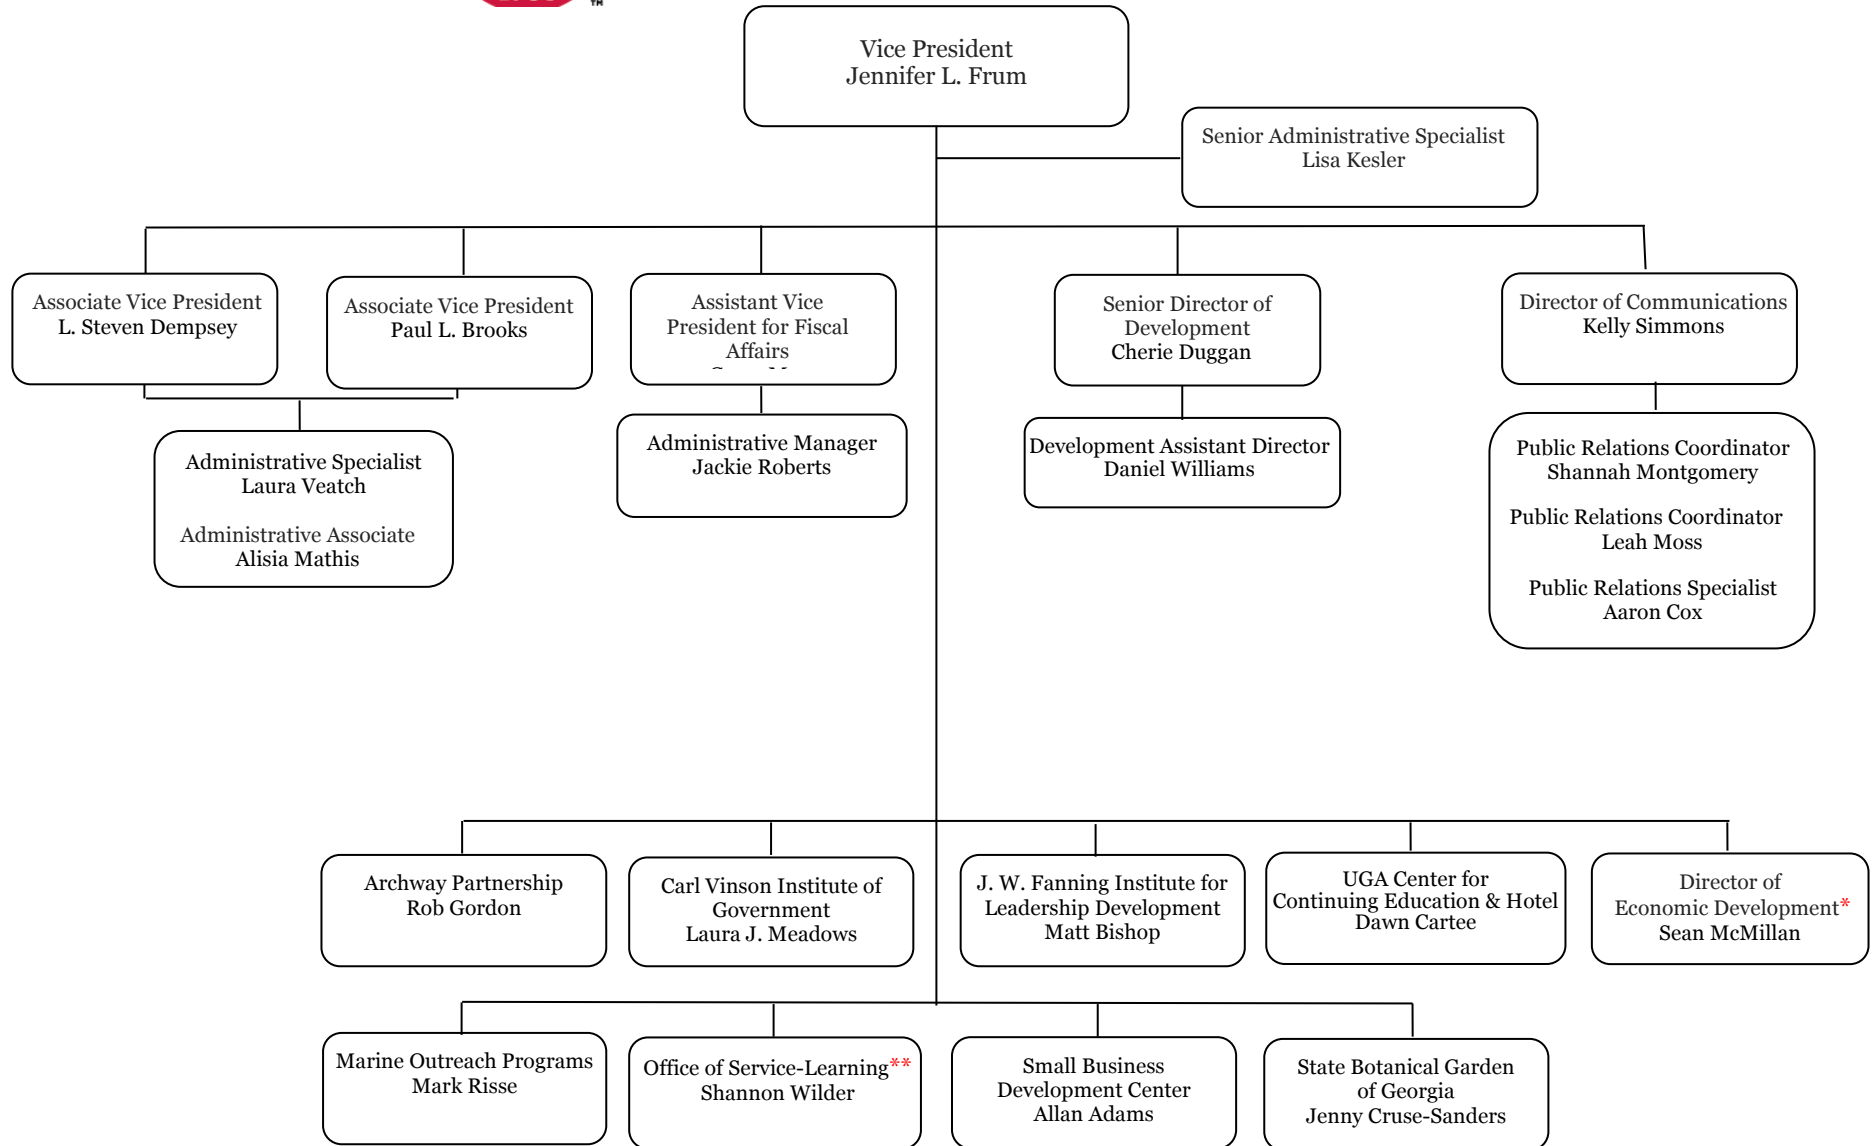 TM
Vice President
Jennifer L. Frum
Senior Administrative Specialist
Lisa Kesler
Associate Vice President
L. Steven Dempsey
Associate Vice President
Paul L. Brooks
Assistant Vice
President for Fiscal
Affairs
Senior Director of
Development
Cherie Duggan
Director of Communications
Kelly Simmons
Administrative Specialist
Laura Veatch
Administrative Associate
Alisia Mathis
Administrative Manager
Jackie Roberts
Development Assistant Director
Daniel Williams
Public Relations Coordinator
Shannah Montgomery
Public Relations Coordinator
Leah Moss
Public Relations Specialist
Aaron Cox
Archway Partnership
Rob Gordon
Carl Vinson Institute of
Government
Laura J. Meadows
J. W. Fanning Institute for
Leadership Development
Matt Bishop
UGA Center for
Continuing Education & Hotel
Dawn Cartee
Director of
Economic Development*
Sean McMillan
Marine Outreach Programs
Mark Risse
Office of Service-Learning**
Shannon Wilder
Small Business
Development Center
Allan Adams
State Botanical Garden
of Georgia
Jenny Cruse-Sanders